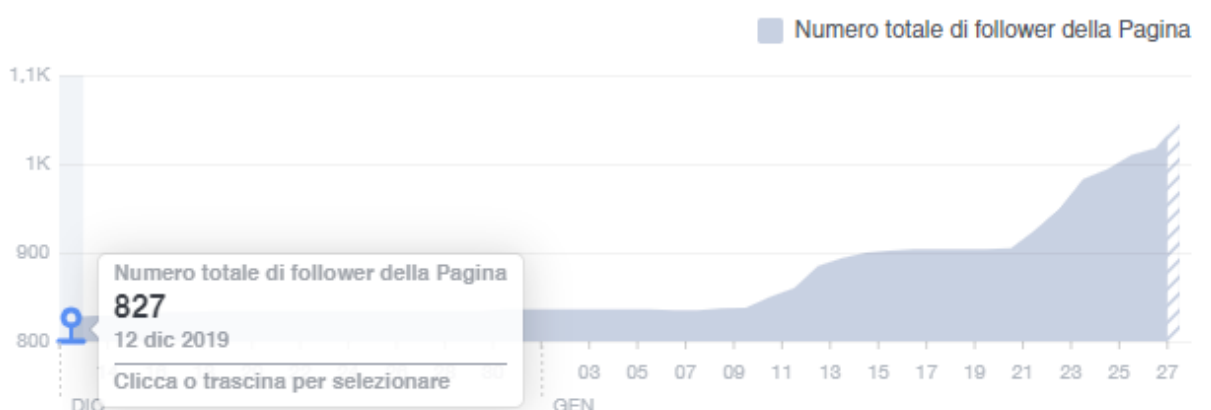 Numero totale di follower della Pagina
1,1K
1K
900
800
Numero totale di follower della Pagina
827
12 dic 2019
Clicca o trascina per selezionare
03 05 07 09 11 13 15 17 19 21 23 25 27
DIC GEN